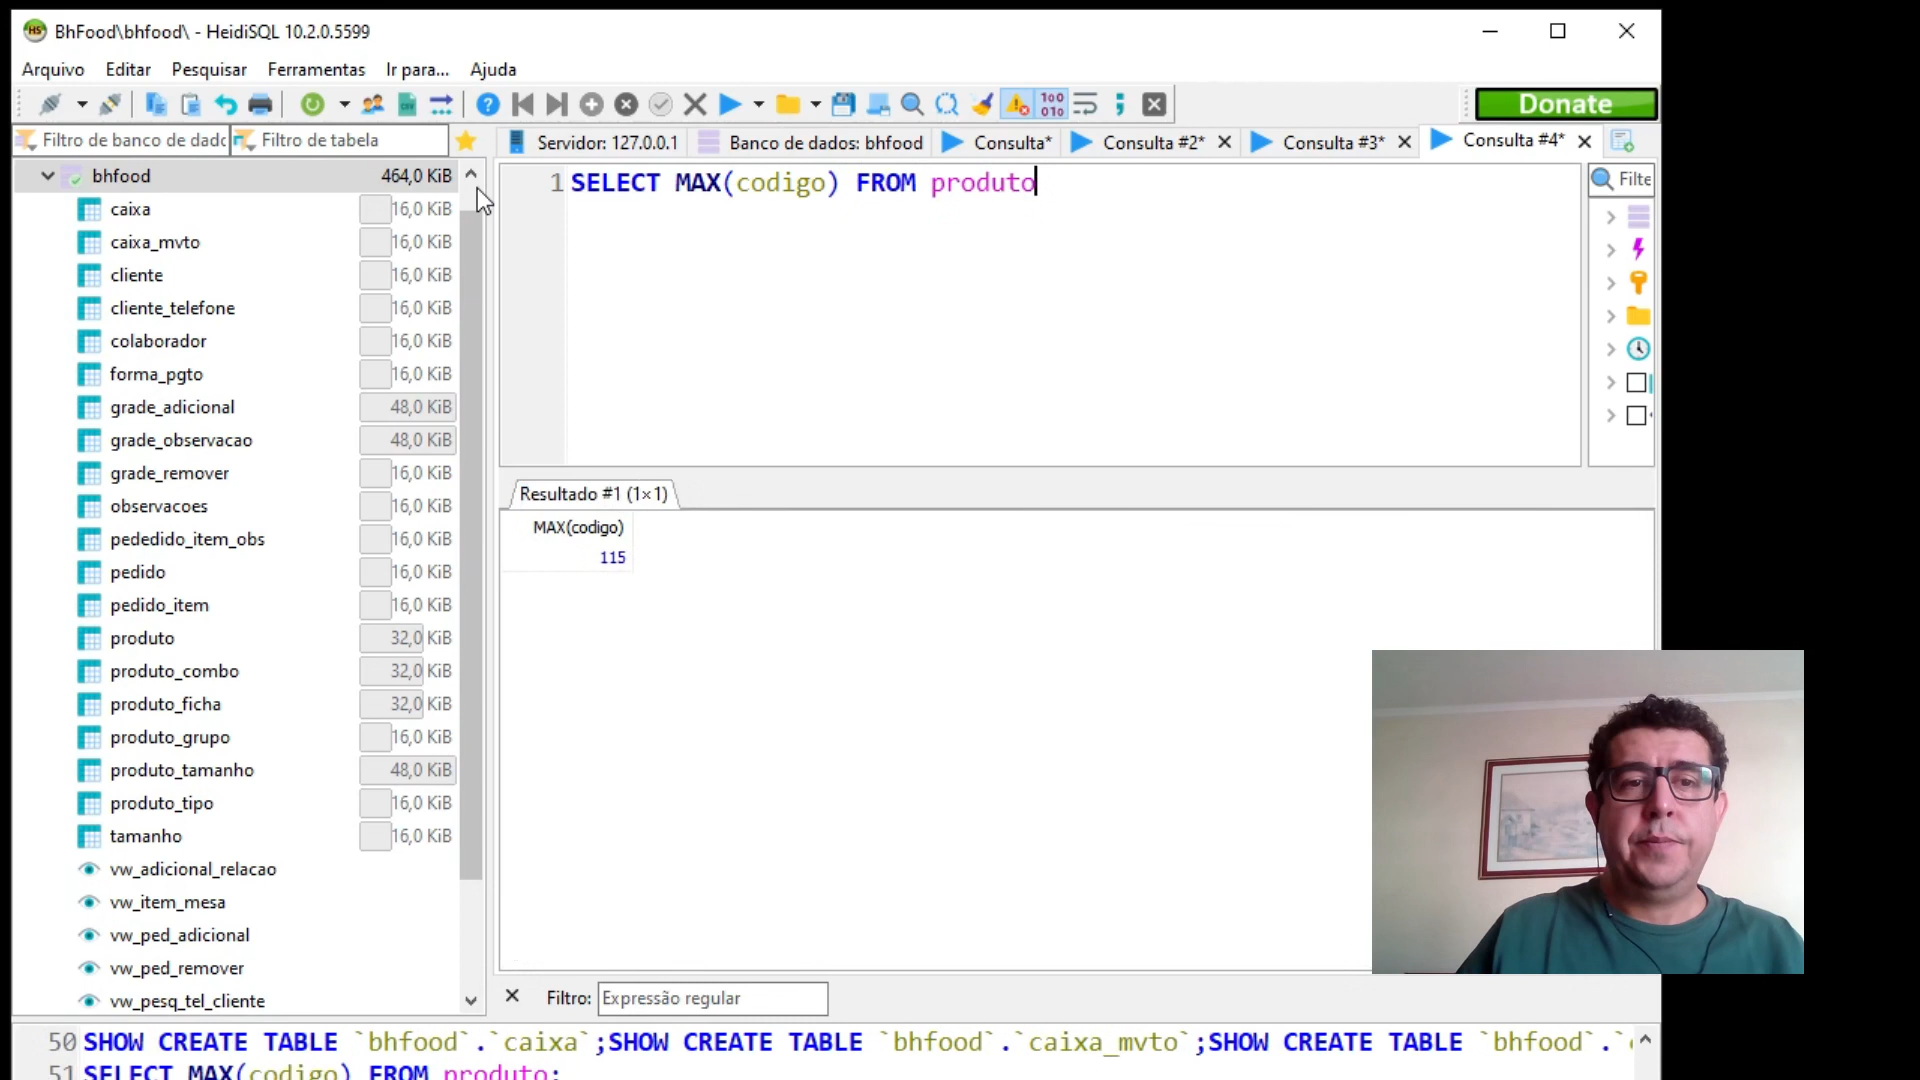 BhFood\bhfood\ - HeidiSQL 10.2.0.5599
Arquivo Editar Pesquisar Ferramentas Ir para... Ajuda
Donate
Filtro de banco de dadc Filtro de tabela
Servidor: 127.0.0.1 Banco de dados: bhfood Consulta* Consulta #2* Consulta #3* Consulta #4*
bhfood 464,0 KiB
caixa 16,0 KiB
caixa_mvto 16,0 KiB
cliente 16,0 KiB
cliente_telefone 16,0 KiB
colaborador 16,0 KiB
forma_pgto 16,0 KiB
grade_adicional 48,0 KiB
grade_observacao 48,0 KiB
grade_remover 16,0 KiB
observacoes 16,0 KiB
pededido_item_obs 16,0 KiB
pedido 16,0 KiB
pedido_item 16,0 KiB
produto 32,0 KiB
produto_combo 32,0 KiB
produto_ficha 32,0 KiB
produto_grupo 16,0 KiB
produto_tamanho 48,0 KiB
produto_tipo 16,0 KiB
tamanho 16,0 KiB
vw_adicional_relacao
vw_item_mesa
vw_ped_adicional
vw_ped_remover
vw_pesq_tel_cliente
1 SELECT MAX(codigo) FROM produto
Filte
Resultado #1 (1×1)
MAX(codigo)
115
Filtro: Expressão regular
50 SHOW CREATE TABLE `bhfood`.`caixa`;SHOW CREATE TABLE `bhfood`.`caixa_mvto`;SHOW CREATE TABLE `bhfood`.`
51 SELECT MAX(codigo) FROM produto;